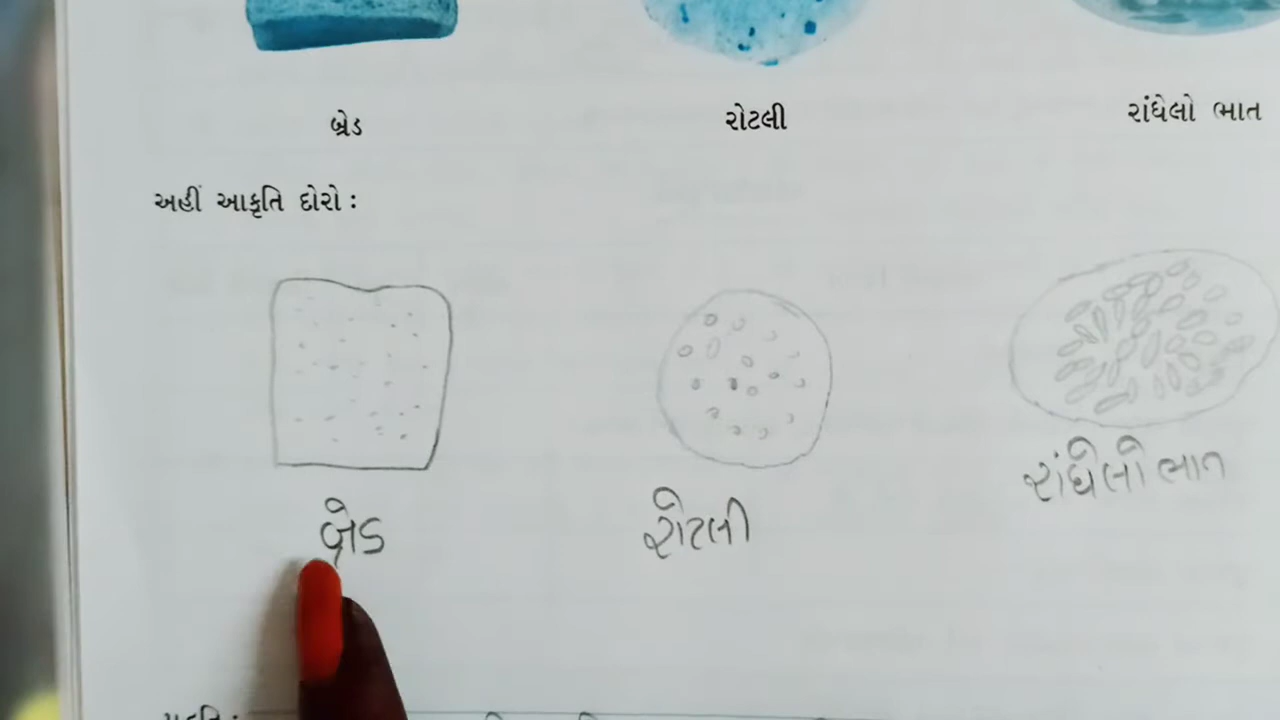 બ્રેડ રોટલી રાંધેલો ભાત
અહીં આકૃતિ દોરો :
બ્રેડ રોટલી રાંધેલો ભાત